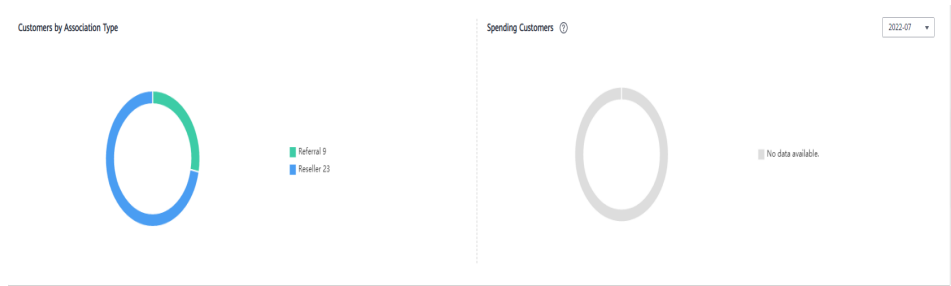 Customers by Association Type
Referral 9
Reseller 23
Spending Customers ?
2022-07
No data available.